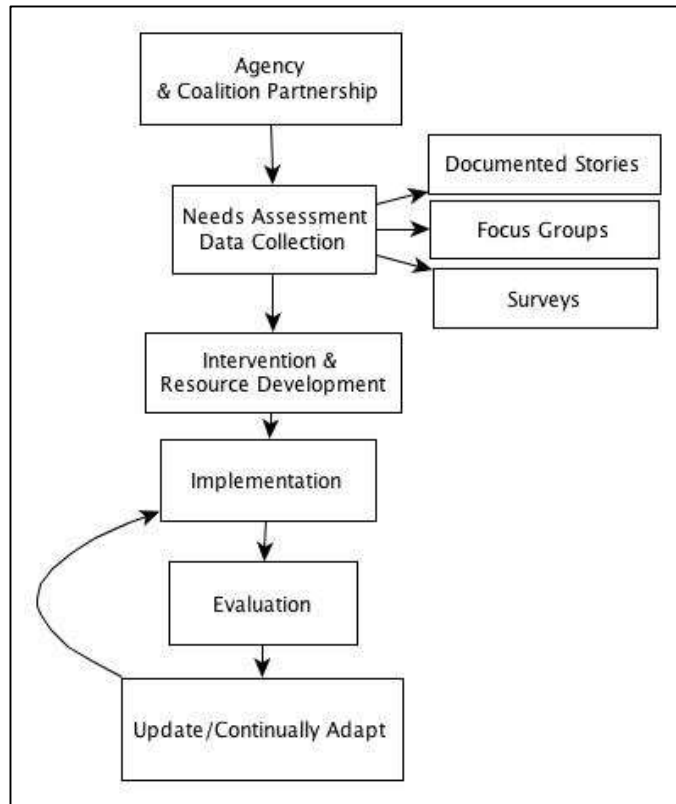 Agency
& Coalition Partnership
Documented Stories
Needs Assessment
Data Collection
Focus Groups
Surveys
Intervention &
Resource Development
Implementation
Evaluation
Update/Continually Adapt